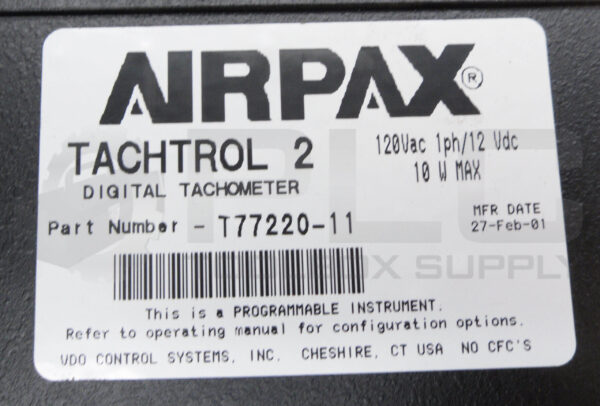 AIRPAX®
TACHTROL 2
120Vac 1ph/12 Vdc
10 W MAX
DIGITAL TACHOMETER
Part Number - T77220-11
MFR DATE
27-Feb-01
PLC
SUPPLY
This is a PROGRAMMABLE INSTRUMENT.
Refer to operating manual for configuration options.
VDO CONTROL SYSTEMS, INC. CHESHIRE, CT USA NO CFC'S